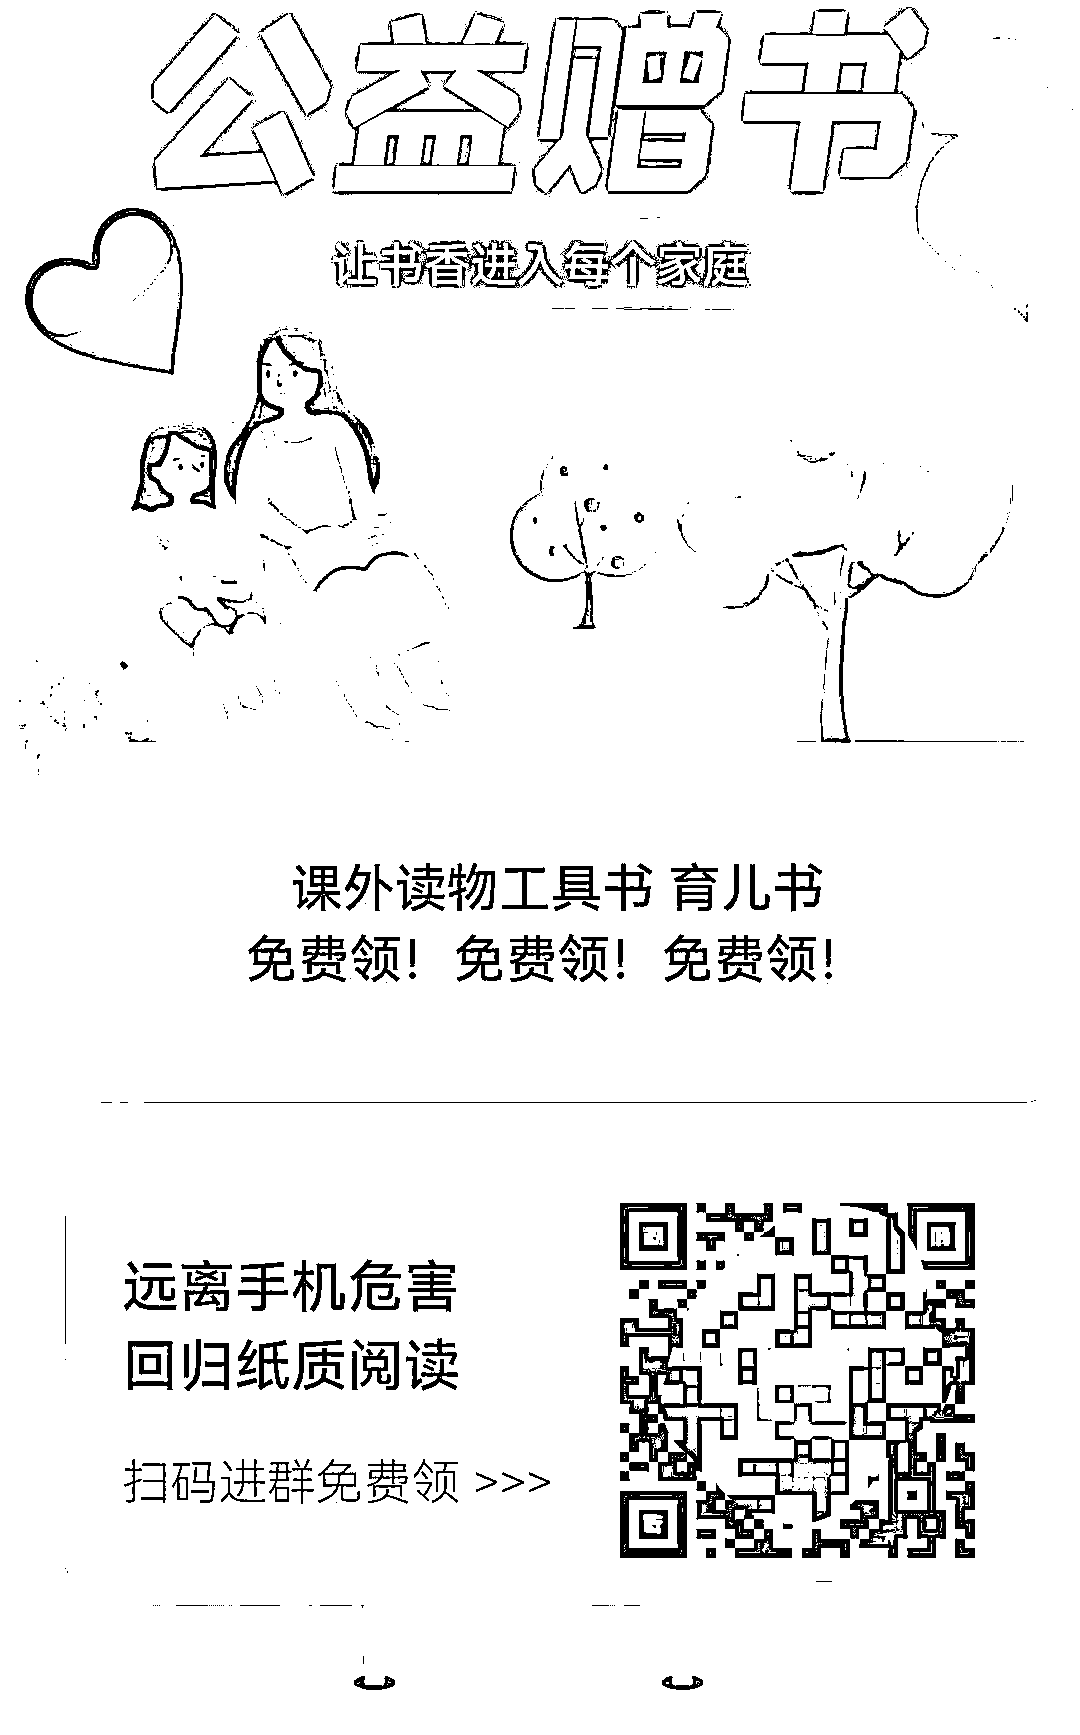 公益赠书
让书香进入每个家庭
课外读物工具书 育儿书
免费领！免费领！免费领！
远离手机危害
回归纸质阅读
扫码进群免费领 >>>